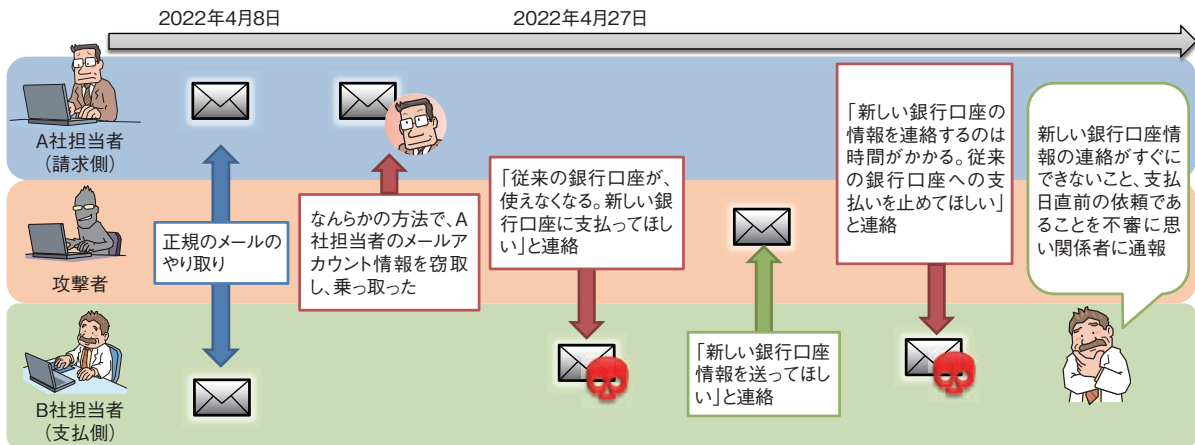 2022年4月8日
2022年4月27日
A社担当者
（請求側）
攻撃者
B社担当者
（支払側）
正規のメールの
やり取り
なんらかの方法で、A
社担当者のメールア
カウント情報を窃取
し、乗っ取った
「従来の銀行口座が、
使えなくなる。新しい銀
行口座に支払ってほし
い」と連絡
「新しい銀行口座
情報を送ってほし
い」と連絡
「新しい銀行口座の
情報を連絡するのは
時間がかかる。従来
の銀行口座への支
払いを止めてほしい」
と連絡
新しい銀行口座情
報の連絡がすぐに
できないこと、支払
日直前の依頼であ
ることを不審に思
い関係者に通報